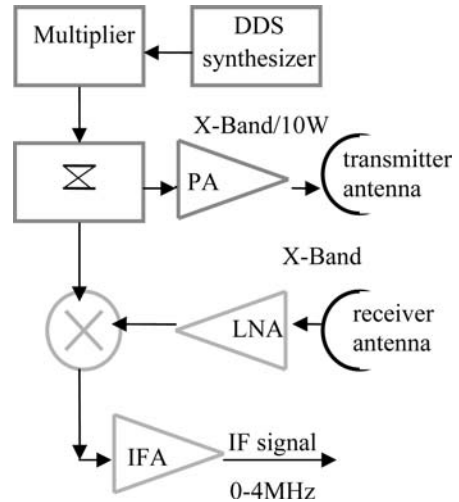 Multiplier
DDS
synthesizer
X-Band/10W
PA
transmitter
antenna
X-Band
LNA
receiver
antenna
IFA
IF signal
0-4MHz